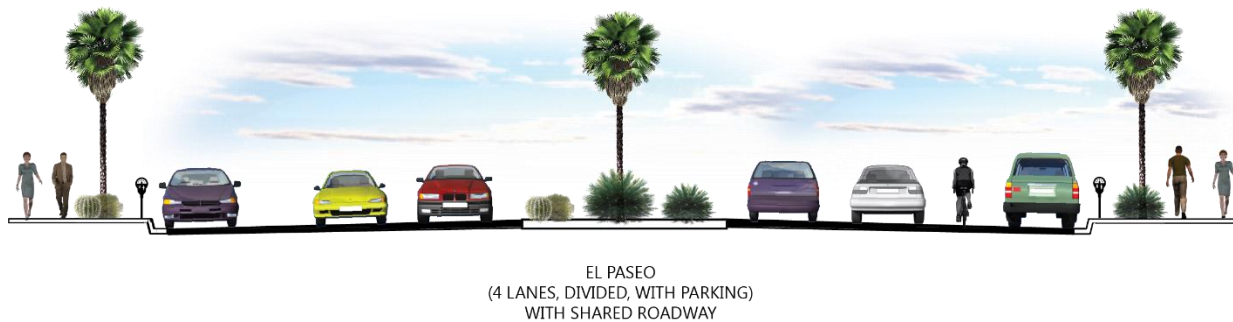 EL PASEO
(4 LANES, DIVIDED, WITH PARKING)
WITH SHARED ROADWAY